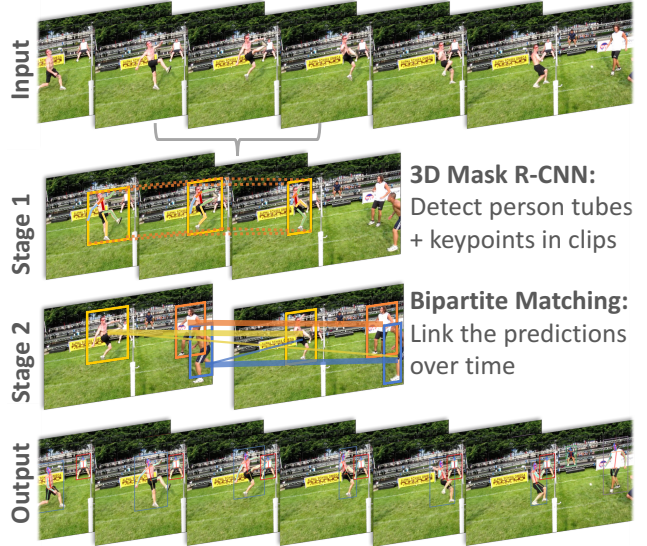 Input
Stage 1
3D Mask R-CNN:
Detect person tubes
+ keypoints in clips
Stage 2
Bipartite Matching:
Link the predictions
over time
Output